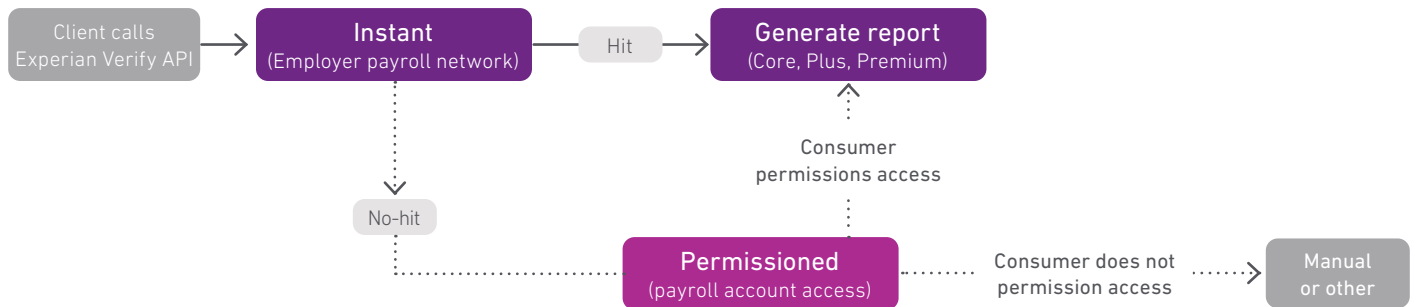 Client calls
Experian Verify API
Instant
(Employer payroll network)
Hit
Generate report
(Core, Plus, Premium)
Consumer
permissions access
No-hit
Permissioned
(payroll account access)
Consumer does not
permission access
Manual
or other